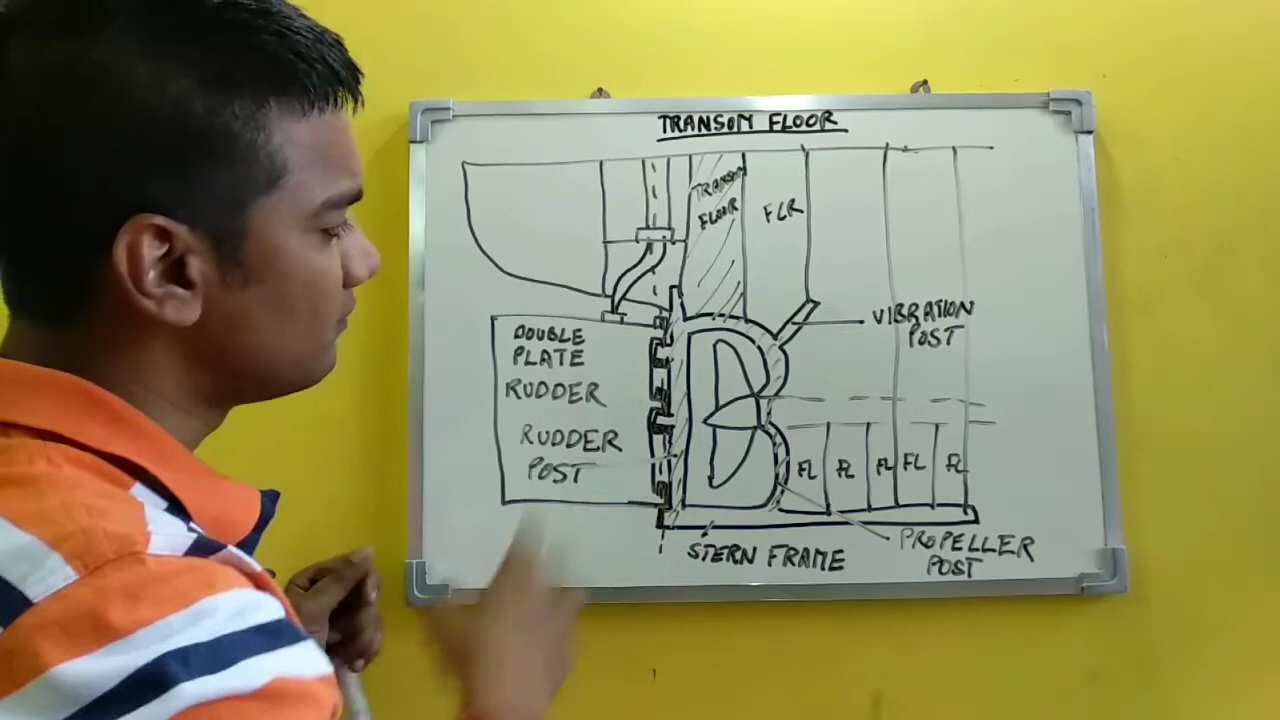 TRANSOM FLOOR
TRANSOM
FLOOR
FLR
VIBRATION
POST
DOUBLE
PLATE
RUDDER
RUDDER
POST
FL
FL
FL
FL
FL
STERN FRAME
PROPELLER
POST